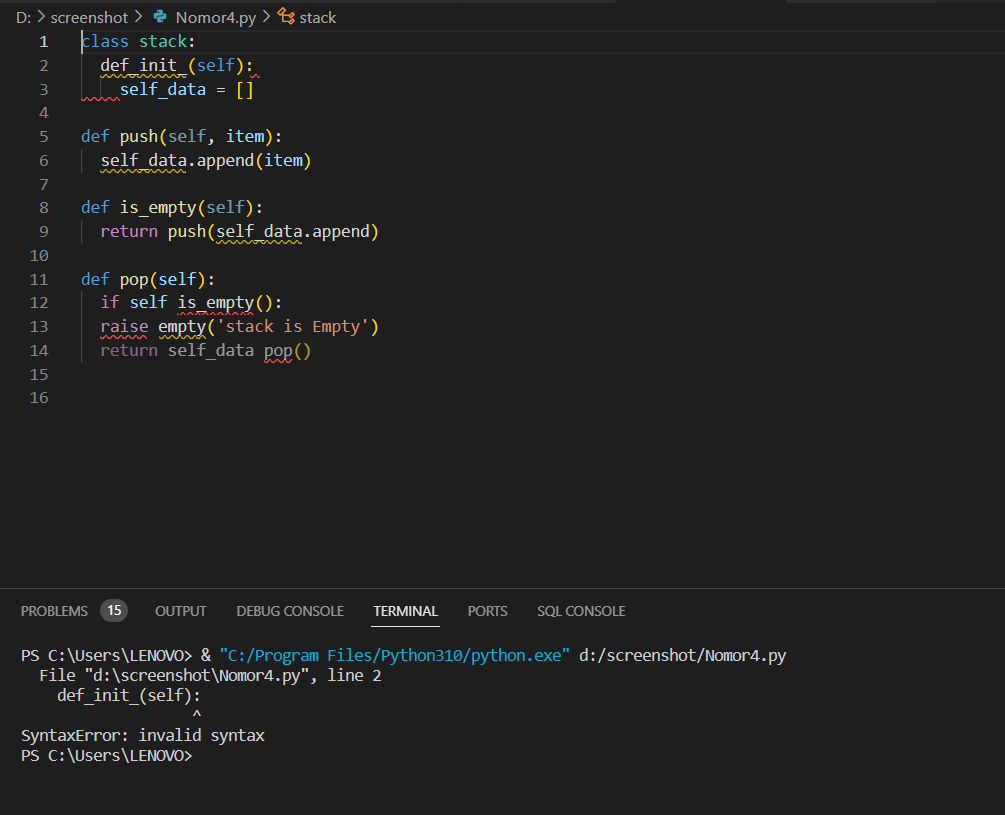 D: > screenshot > Nomor4.py > stack
1 class stack:
2 def_init_(self):
3 self_data = []
4
5 def push(self, item):
6 self_data.append(item)
7
8 def is_empty(self):
9 return push(self_data.append)
10
11 def pop(self):
12 if self is_empty():
13 raise empty('stack is Empty')
14 return self_data pop()
15
16
PROBLEMS 15 OUTPUT DEBUG CONSOLE TERMINAL PORTS SQL CONSOLE
PS C:\Users\LENOVO> & "C:/Program Files/Python310/python.exe" d:/screenshot/Nomor4.py
File "d:\screenshot\Nomor4.py", line 2
def_init_(self):
^
SyntaxError: invalid syntax
PS C:\Users\LENOVO>